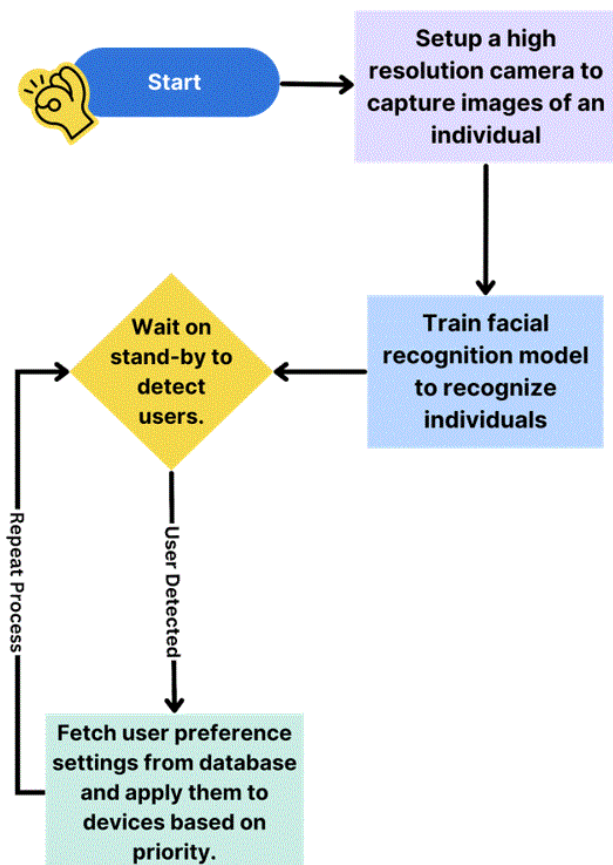 Start
Setup a high
resolution camera to
capture images of an
individual
Train facial
recognition model
to recognize
individuals
Wait on
stand-by to
detect
users.
User Detected
Repeat Process
Fetch user preference
settings from database
and apply them to
devices based on
priority.